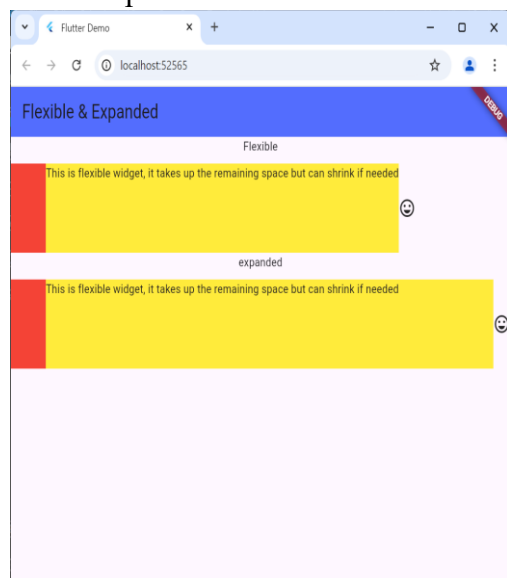 Flutter Demo
localhost:52565
Flexible & Expanded
DEBUG
Flexible
This is flexible widget, it takes up the remaining space but can shrink if needed
expanded
This is flexible widget, it takes up the remaining space but can shrink if needed